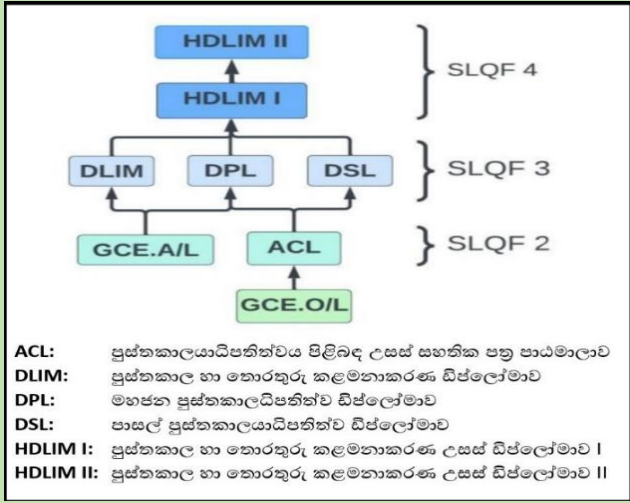 HDLIM II
SLQF 4
HDLIM I
DLIM DPL DSL SLQF 3
GCE.A/L ACL SLQF 2
GCE.O/L
ACL: පුස්තකාලයාධිපතිත්වය පිළිබඳ උසස් සහතික පත්‍ර පාඨමාලාව
DLIM: පුස්තකාල හා තොරතුරු කළමනාකරණ ඩිප්ලෝමාව
DPL: මහජන පුස්තකාලයිපතිත්ව ඩිප්ලෝමාව
DSL: පාසල් පුස්තකාලයාධිපතිත්ව ඩිප්ලෝමාව
HDLIM I: පුස්තකාල හා තොරතුරු කළමනාකරණ උසස් ඩිප්ලෝමාව I
HDLIM II: පුස්තකාල හා තොරතුරු කළමනාකරණ උසස් ඩිප්ලෝමාව II